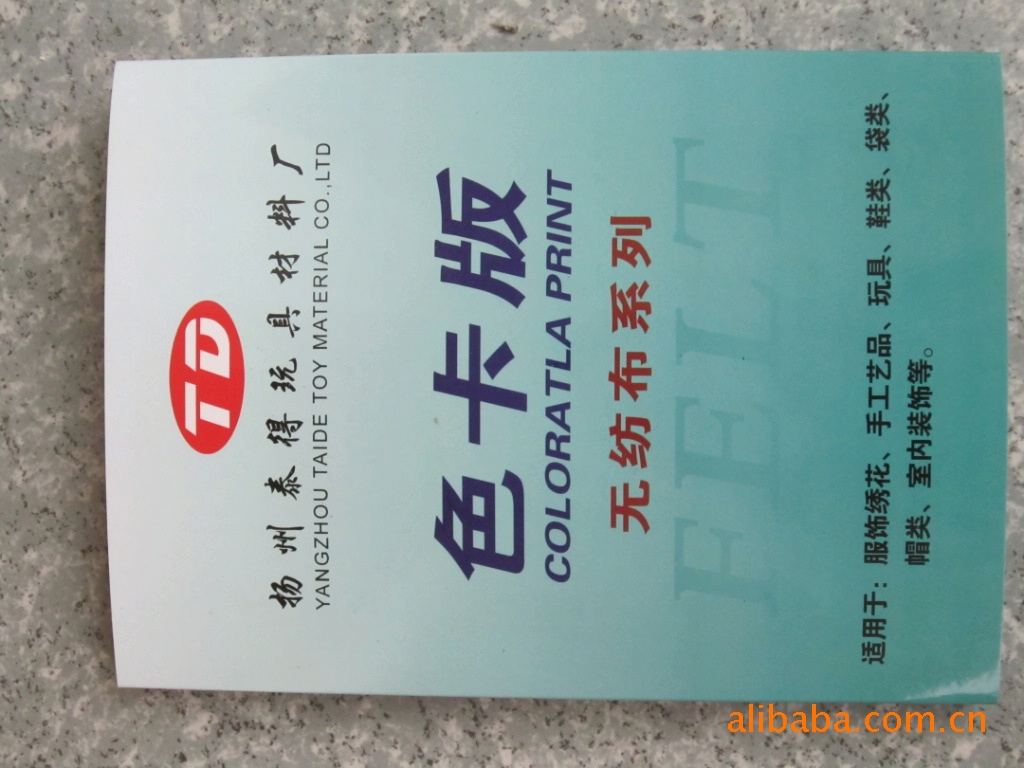 TD
扬州泰得玩具材料厂
YANGZHOU TAIDE TOY MATERIAL CO.,LTD
色卡版
COLORATLA PRINT
无纺布系列
FELT
适用于：服饰绣花、手工艺品、玩具、鞋类、袋类、
帽类、室内装饰等。
alibaba.com.cn